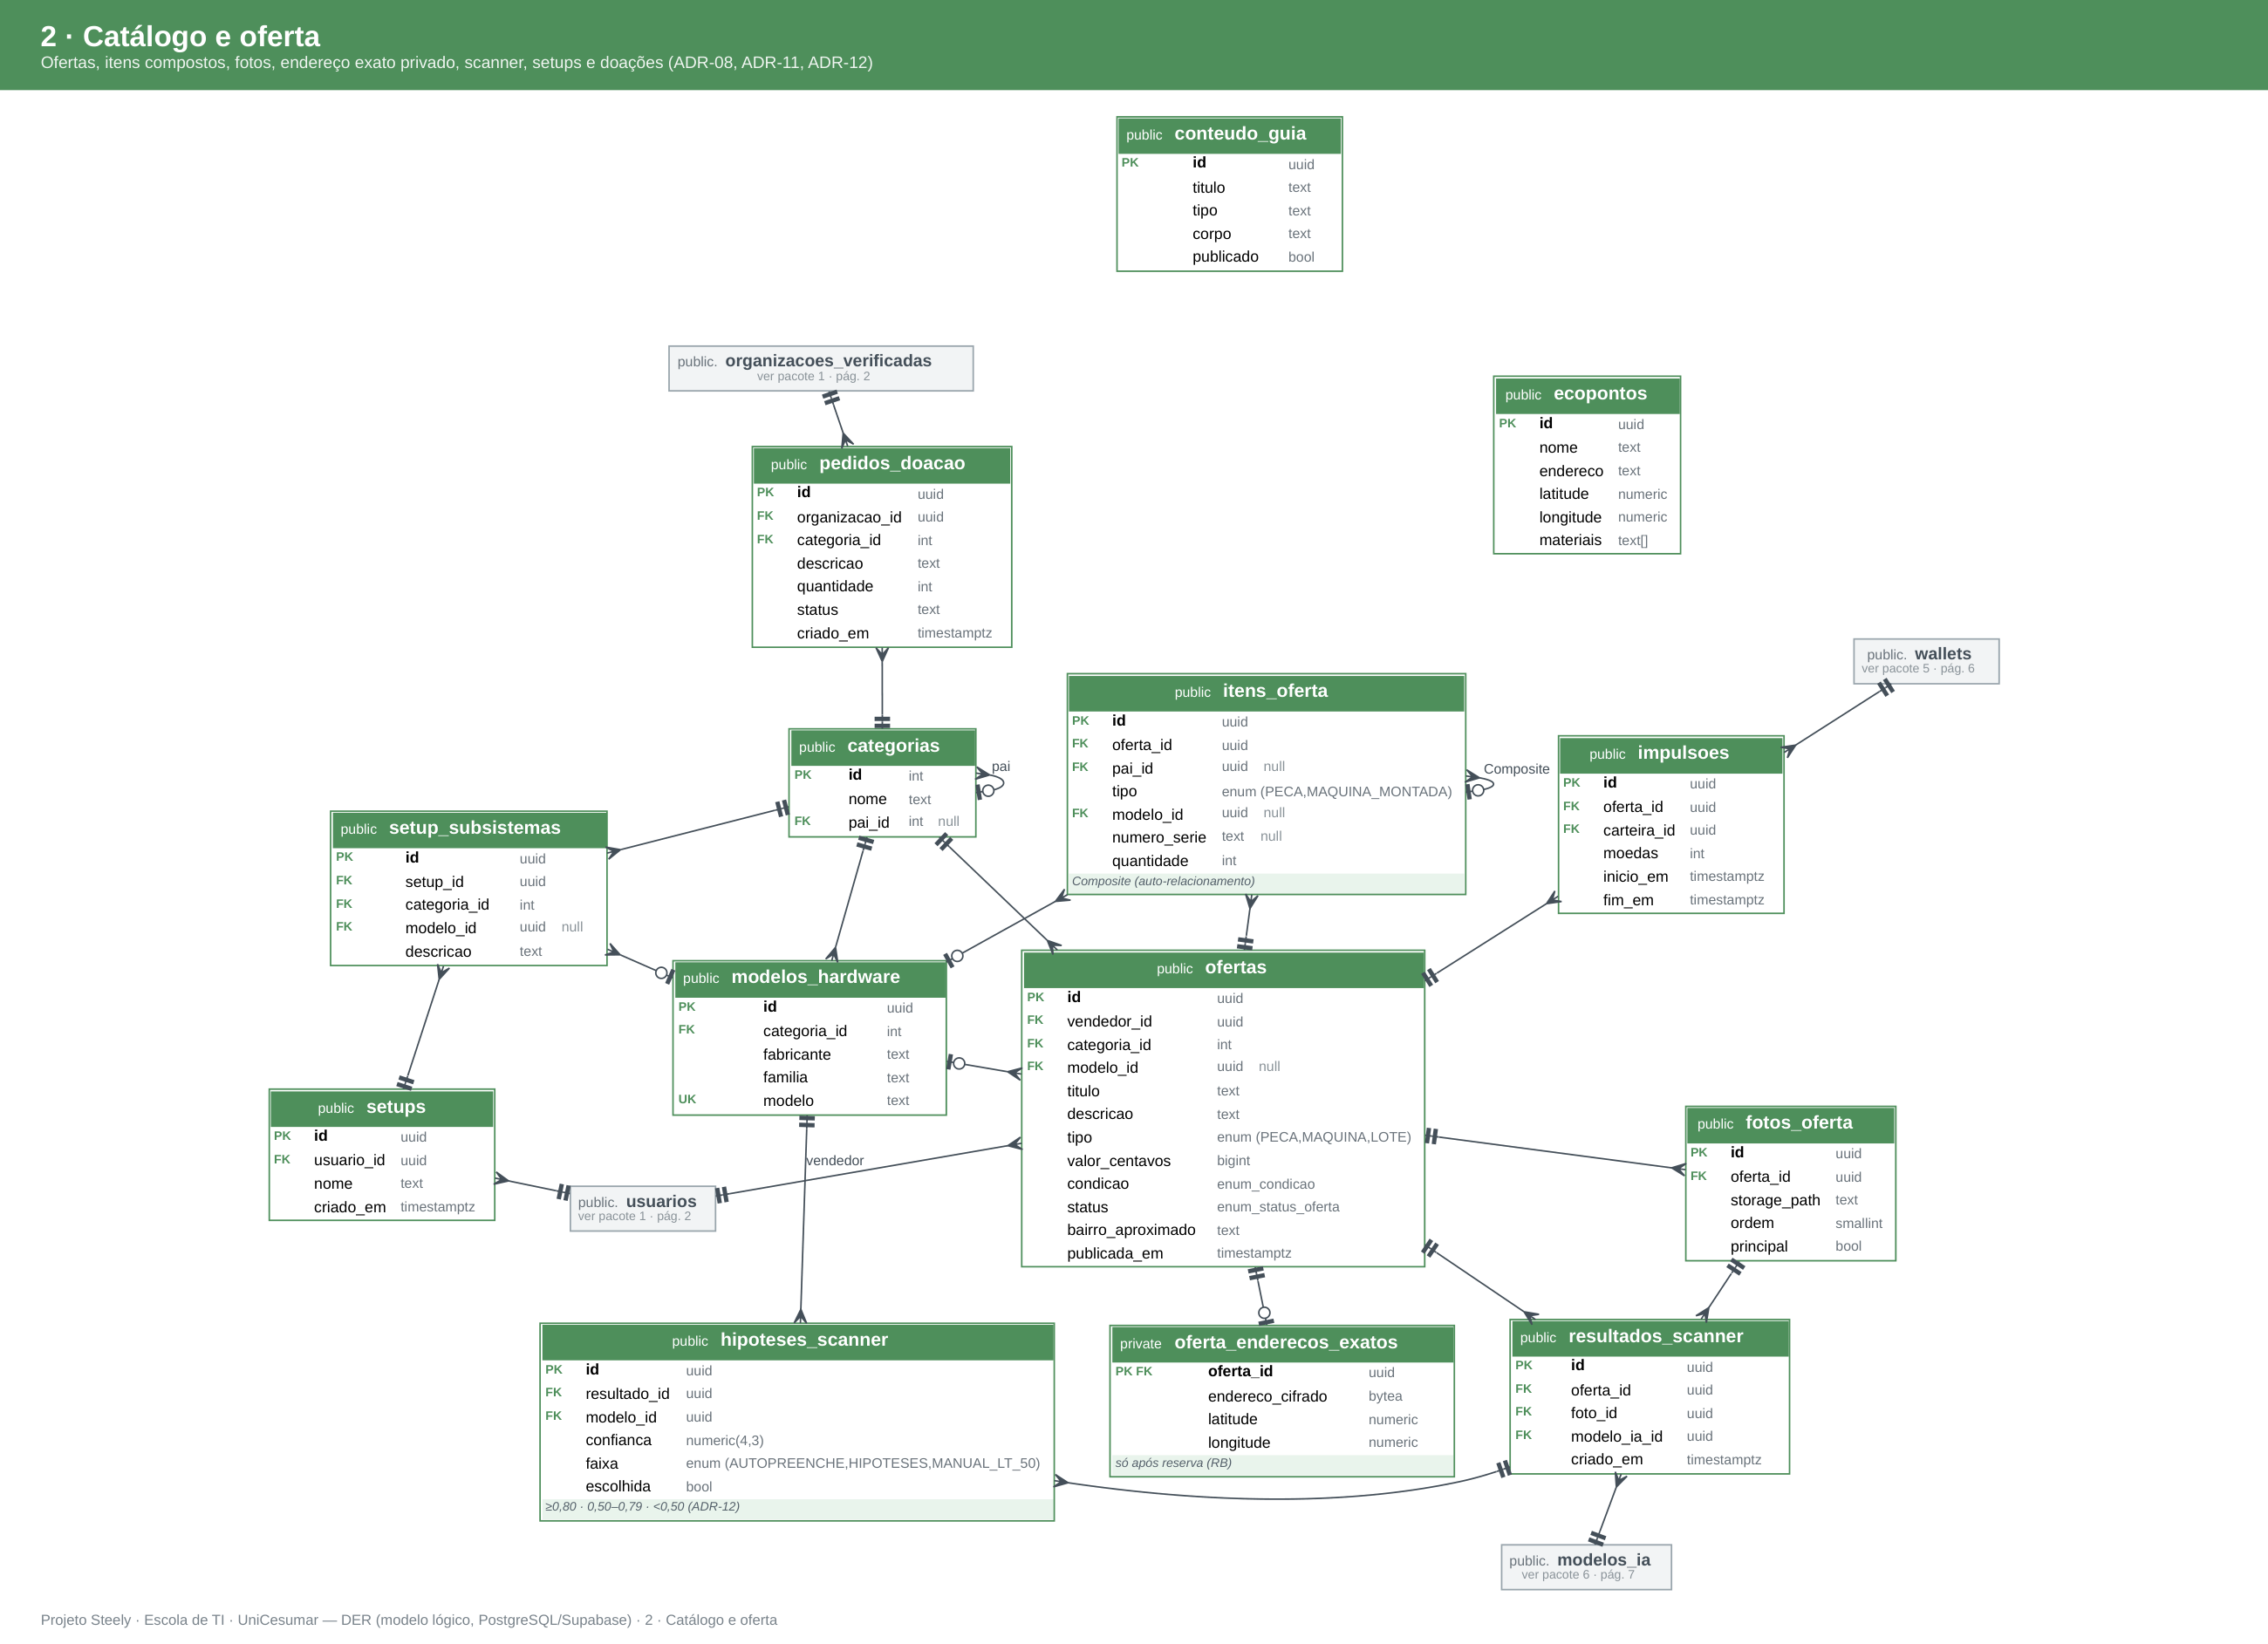 2 · Catálogo e oferta
Ofertas, itens compostos, fotos, endereço exato privado, scanner, setups e doações (ADR-08, ADR-11, ADR-12)
public conteudo_guia
PK id uuid
titulo text
tipo text
corpo text
publicado bool
public. organizacoes_verificadas
ver pacote 1 · pág. 2
public ecopontos
PK id uuid
nome text
endereco text
latitude numeric
longitude numeric
materiais text[]
public pedidos_doacao
PK id uuid
FK organizacao_id uuid
FK categoria_id int
descricao text
quantidade int
status text
criado_em timestamptz
public. wallets
ver pacote 5 · pág. 6
public itens_oferta
PK id uuid
FK oferta_id uuid
FK pai_id uuid null
tipo enum (PECA,MAQUINA_MONTADA)
FK modelo_id uuid null
numero_serie text null
quantidade int
Composite (auto-relacionamento)
Composite
public categorias
PK id int
nome text
FK pai_id int null
pai
public impulsoes
PK id uuid
FK oferta_id uuid
FK carteira_id uuid
moedas int
inicio_em timestamptz
fim_em timestamptz
public setup_subsistemas
PK id uuid
FK setup_id uuid
FK categoria_id int
FK modelo_id uuid null
descricao text
public modelos_hardware
PK id uuid
FK categoria_id int
fabricante text
familia text
UK modelo text
public ofertas
PK id uuid
FK vendedor_id uuid
FK categoria_id int
FK modelo_id uuid null
titulo text
descricao text
tipo enum (PECA,MAQUINA,LOTE)
valor_centavos bigint
condicao enum_condicao
status enum_status_oferta
bairro_aproximado text
publicada_em timestamptz
public setups
PK id uuid
FK usuario_id uuid
nome text
criado_em timestamptz
vendedor
public. usuarios
ver pacote 1 · pág. 2
public fotos_oferta
PK id uuid
FK oferta_id uuid
storage_path text
ordem smallint
principal bool
public hipoteses_scanner
PK id uuid
FK resultado_id uuid
FK modelo_id uuid
confianca numeric(4,3)
faixa enum (AUTOPREENCHE,HIPOTESES,MANUAL_LT_50)
escolhida bool
≥0,80 · 0,50–0,79 · <0,50 (ADR-12)
private oferta_enderecos_exatos
PK FK oferta_id uuid
endereco_cifrado bytea
latitude numeric
longitude numeric
só após reserva (RB)
public resultados_scanner
PK id uuid
FK oferta_id uuid
FK foto_id uuid
FK modelo_ia_id uuid
criado_em timestamptz
public. modelos_ia
ver pacote 6 · pág. 7
Projeto Steely · Escola de TI · UniCesumar — DER (modelo lógico, PostgreSQL/Supabase) · 2 · Catálogo e oferta